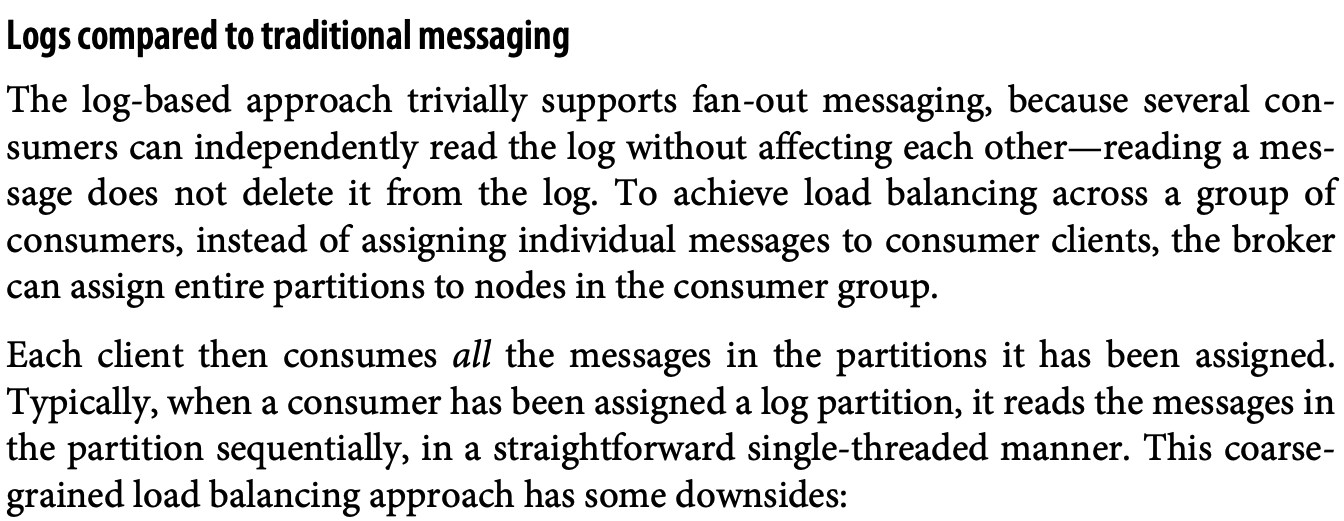 Logs compared to traditional messaging
The log-based approach trivially supports fan-out messaging, because several con-
sumers can independently read the log without affecting each other—reading a mes-
sage does not delete it from the log. To achieve load balancing across a group of
consumers, instead of assigning individual messages to consumer clients, the broker
can assign entire partitions to nodes in the consumer group.
Each client then consumes all the messages in the partitions it has been assigned.
Typically, when a consumer has been assigned a log partition, it reads the messages in
the partition sequentially, in a straightforward single-threaded manner. This coarse-
grained load balancing approach has some downsides: